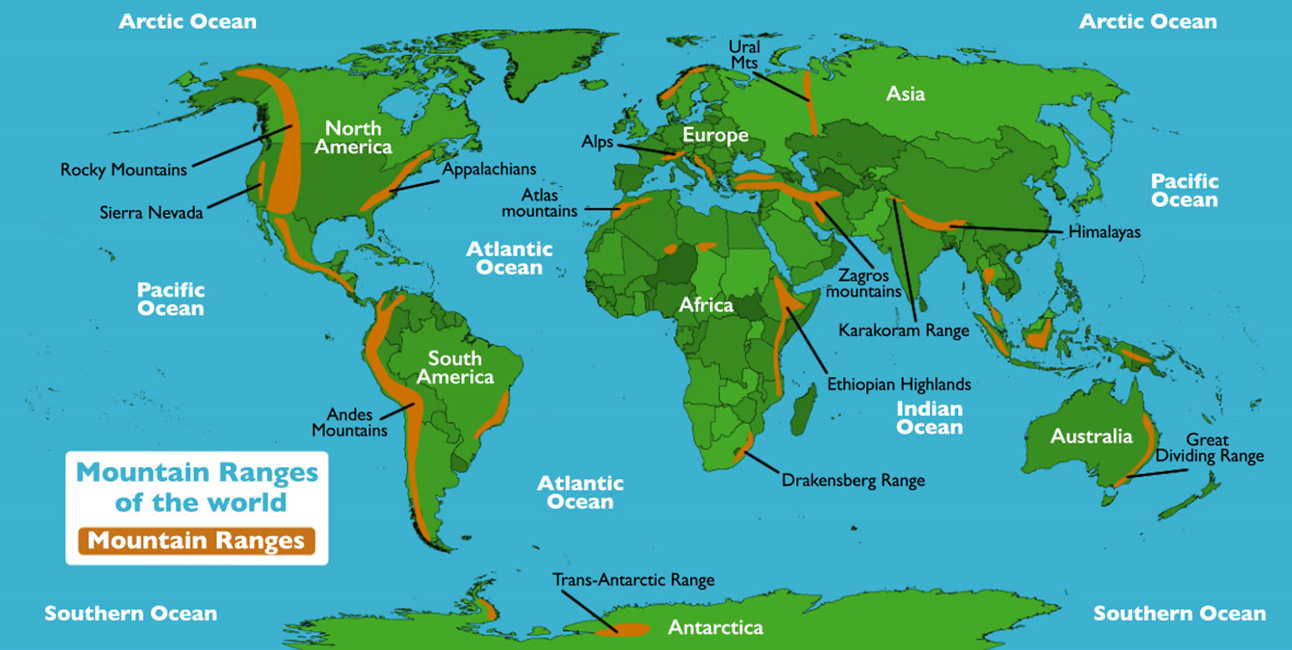 Arctic Ocean
Arctic Ocean
Ural
Mts
Asia
North
America
Europe
Alps
Rocky Mountains
Appalachians
Sierra Nevada
Atlas
mountains
Pacific
Ocean
Himalayas
Atlantic
Ocean
Zagros
mountains
Pacific
Ocean
Africa
Karakoram Range
South
America
Ethiopian Highlands
Andes
Mountains
Indian
Ocean
Australia
Great
Dividing Range
Mountain Ranges
of the world
Mountain Ranges
Drakensberg Range
Atlantic
Ocean
Trans-Antarctic Range
Southern Ocean
Antarctica
Southern Ocean